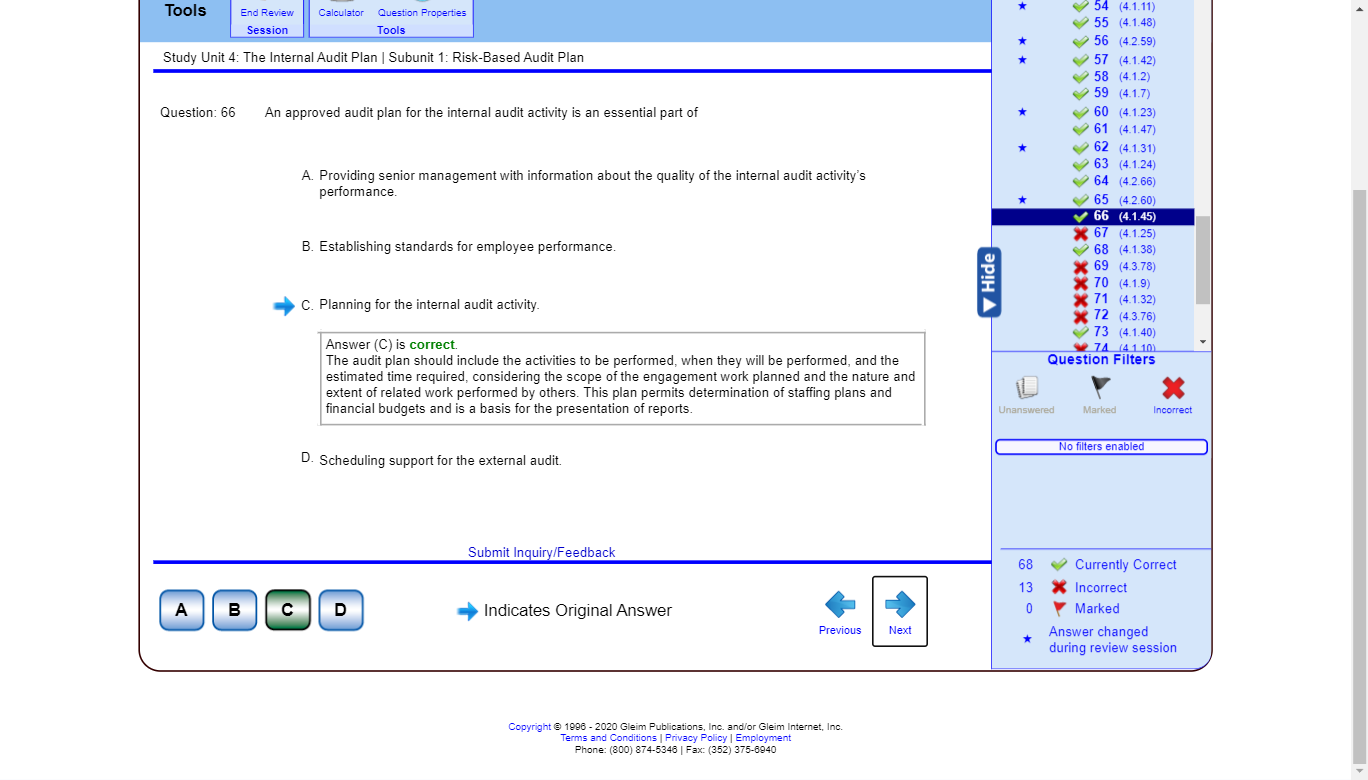 Tools
End Review
Session
Calculator Question Properties
Tools
Study Unit 4: The Internal Audit Plan | Subunit 1: Risk-Based Audit Plan
Question: 66 An approved audit plan for the internal audit activity is an essential part of
A. Providing senior management with information about the quality of the internal audit activity's
performance.
B. Establishing standards for employee performance.
C. Planning for the internal audit activity.
Answer (C) is correct.
The audit plan should include the activities to be performed, when they will be performed, and the
estimated time required, considering the scope of the engagement work planned and the nature and
extent of related work performed by others. This plan permits determination of staffing plans and
financial budgets and is a basis for the presentation of reports.
D. Scheduling support for the external audit.
Submit Inquiry/Feedback
A B C D
Indicates Original Answer
Previous
Next
Hide
54 (4.1.11)
55 (4.1.48)
56 (4.2.59)
57 (4.1.42)
58 (4.1.2)
59 (4.1.7)
60 (4.1.23)
61 (4.1.47)
62 (4.1.31)
63 (4.1.24)
64 (4.2.66)
65 (4.2.60)
66 (4.1.45)
67 (4.1.25)
68 (4.1.38)
69 (4.3.78)
70 (4.1.9)
71 (4.1.32)
72 (4.3.76)
73 (4.1.40)
74 (4.1.10)
Question Filters
Unanswered Marked Incorrect
No filters enabled
68 Currently Correct
13 Incorrect
0 Marked
★ Answer changed
during review session
Copyright © 1996 - 2020 Gleim Publications, Inc. and/or Gleim Internet, Inc.
Terms and Conditions | Privacy Policy | Employment
Phone: (800) 874-5346 | Fax: (352) 375-6940